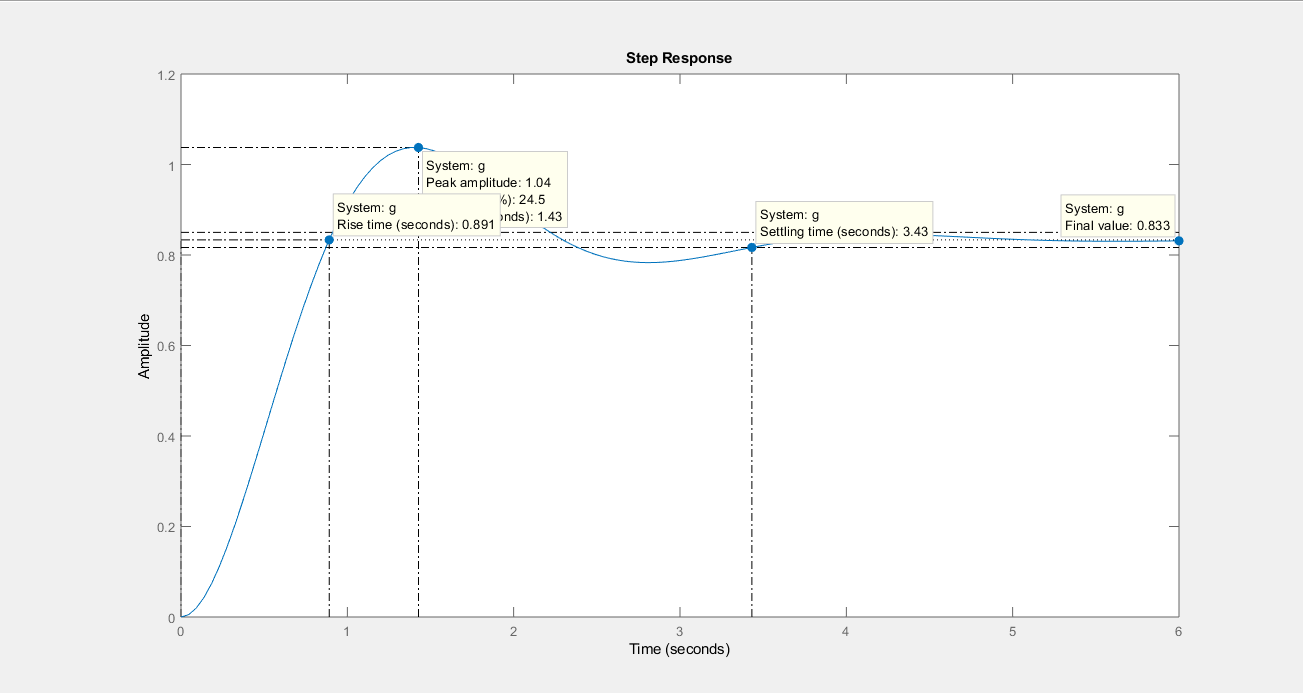 Step Response
1.2
1
0.8
0.6
0.4
0.2
0
Amplitude
System: g
Peak amplitude: 1.04
%): 24.5
onds): 1.43
System: g
Rise time (seconds): 0.891
System: g
Settling time (seconds): 3.43
System: g
Final value: 0.833
0 1 2 3 4 5 6
Time (seconds)